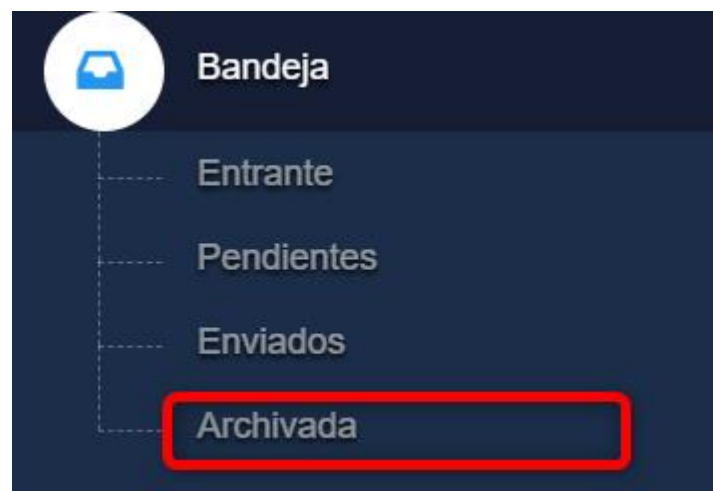 Bandeja
Entrante
Pendientes
Enviados
Archivada